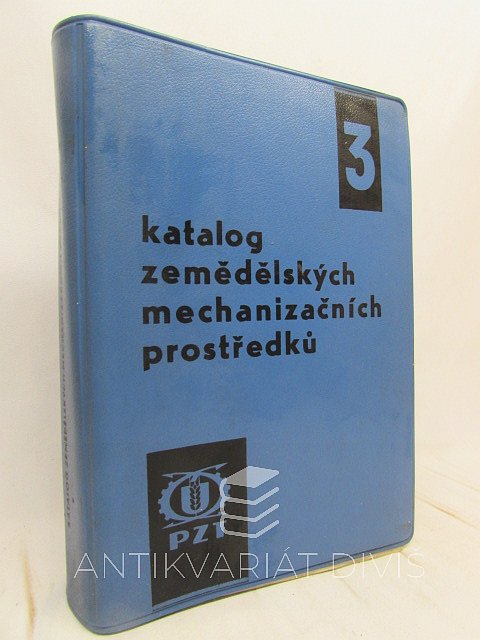 3
katalog
zemědělských
mechanizačních
prostředků
U
PZT
ANTIKVARIÁT DIVIŠ